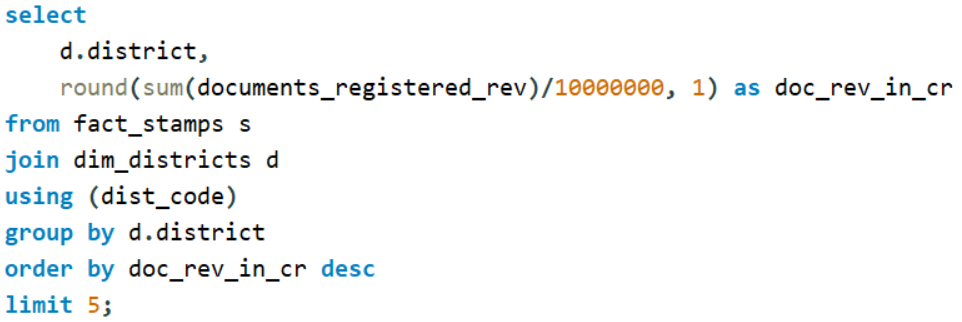 select
    d.district,
    round(sum(documents_registered_rev)/10000000, 1) as doc_rev_in_cr
from fact_stamps s
join dim_districts d
using (dist_code)
group by d.district
order by doc_rev_in_cr desc
limit 5;